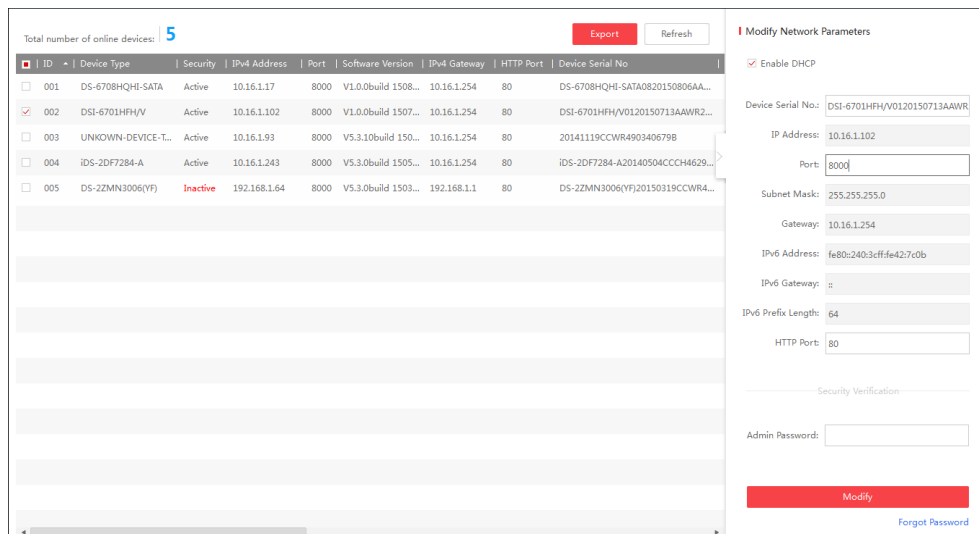 Total number of online devices: 5
Export
Refresh
ID | Device Type | Security | IPv4 Address | Port | Software Version | IPv4 Gateway | HTTP Port | Device Serial No
001 DS-6708HQHI-SATA Active 10.16.1.17 8000 V1.0.0build 1508... 10.16.1.254 80 DS-6708HQHI-SATA0820150806AA...
002 DSI-6701HFH/V Active 10.16.1.102 8000 V1.0.0build 1507... 10.16.1.254 80 DSI-6701HFH/V0120150713AAWR2...
003 UNKOWN-DEVICE-T... Active 10.16.1.93 8000 V5.3.10build 150... 10.16.1.254 80 20141119CCWR490340679B
004 iDS-2DF7284-A Active 10.16.1.243 8000 V5.3.0build 1505... 10.16.1.254 80 iDS-2DF7284-A20140504CCCH4629...
005 DS-2ZMN3006(YF) Inactive 192.168.1.64 8000 V5.3.0build 1503... 192.168.1.1 80 DS-2ZMN3006(YF)20150319CCWR4...
Modify Network Parameters
Enable DHCP
Device Serial No.: DSI-6701HFH/V0120150713AAWR
IP Address: 10.16.1.102
Port: 8000
Subnet Mask: 255.255.255.0
Gateway: 10.16.1.254
IPv6 Address: fe80::240:3cff:fe42:7c0b
IPv6 Gateway: ::
IPv6 Prefix Length: 64
HTTP Port: 80
Security Verification
Admin Password:
Modify
Forgot Password